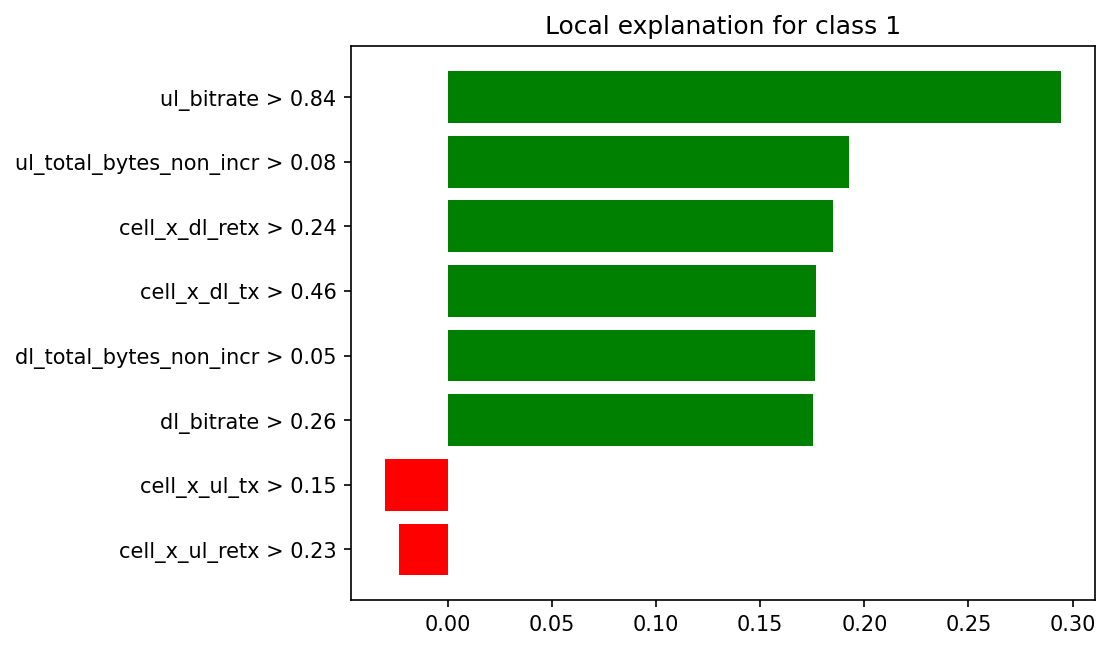 Local explanation for class 1
ul_bitrate > 0.84
ul_total_bytes_non_incr > 0.08
cell_x_dl_retx > 0.24
cell_x_dl_tx > 0.46
dl_total_bytes_non_incr > 0.05
dl_bitrate > 0.26
cell_x_ul_tx > 0.15
cell_x_ul_retx > 0.23
0.00 0.05 0.10 0.15 0.20 0.25 0.30